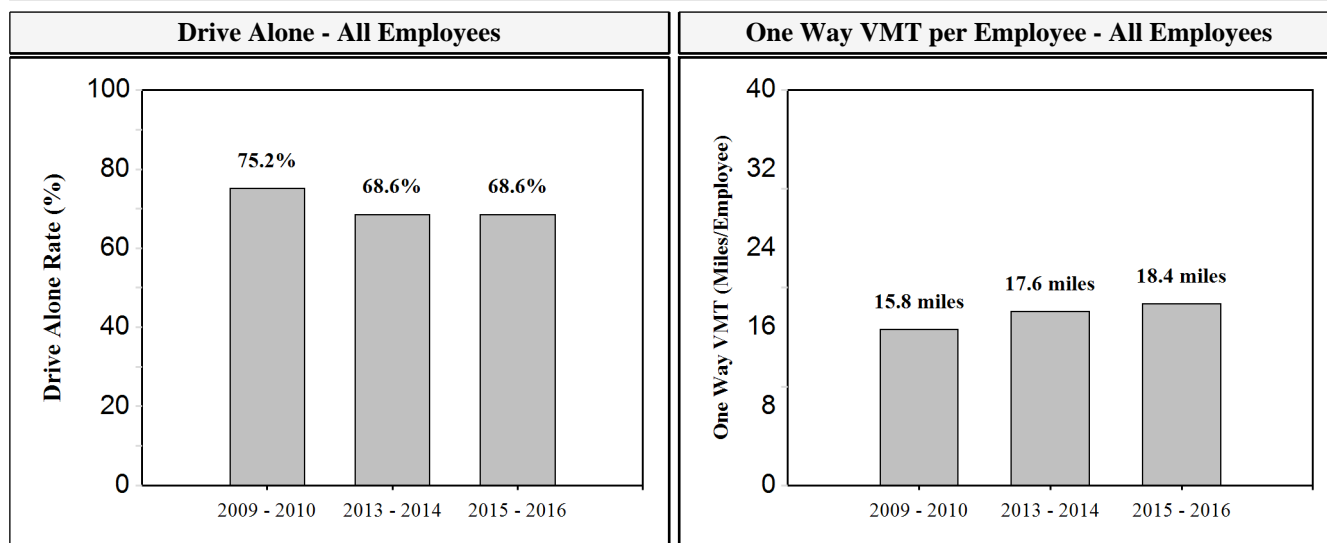 Drive Alone - All Employees
One Way VMT per Employee - All Employees
Drive Alone Rate (%)
100
80
60
40
20
0
75.2%
68.6%
68.6%
2009 - 2010
2013 - 2014
2015 - 2016
One Way VMT (Miles/Employee)
40
32
24
16
8
0
15.8 miles
17.6 miles
18.4 miles
2009 - 2010
2013 - 2014
2015 - 2016